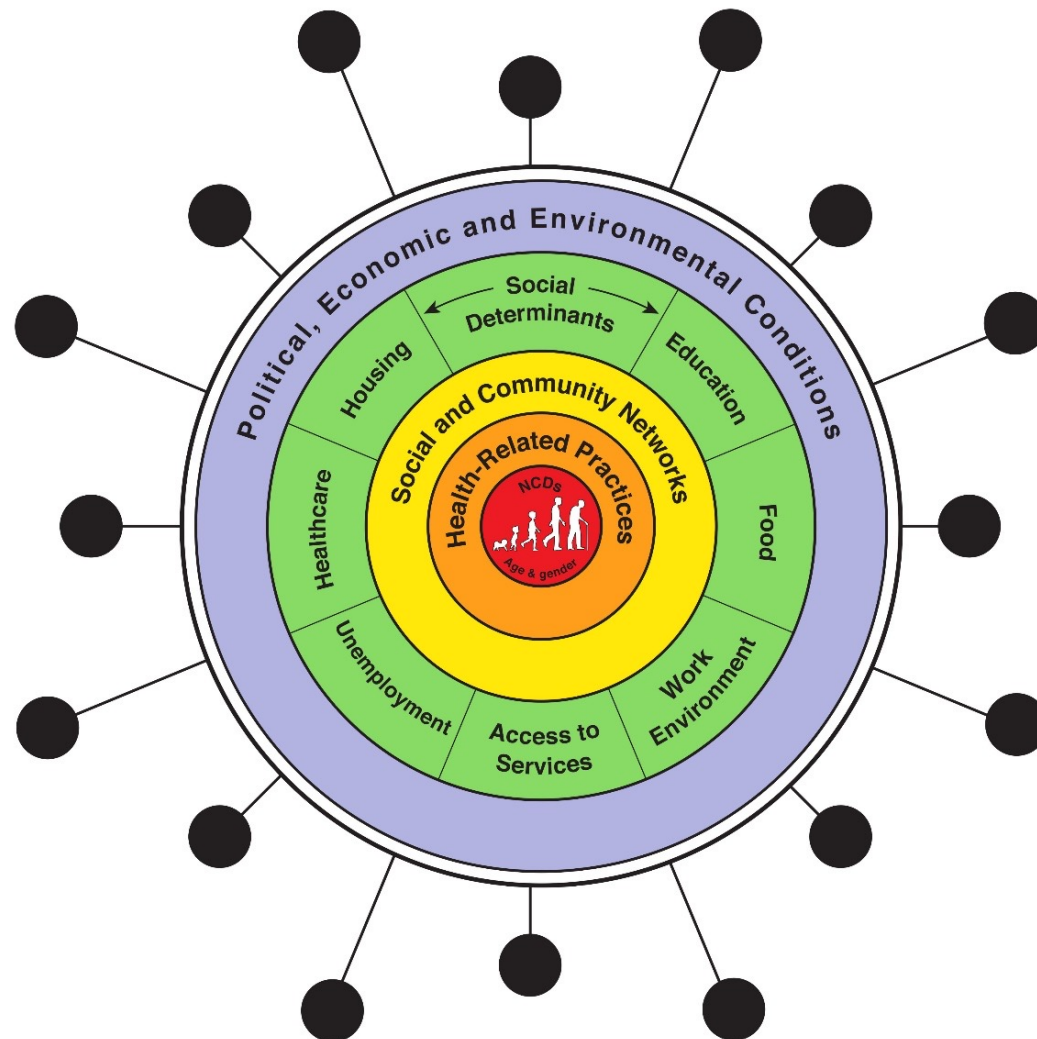 Political, Economic and Environmental Conditions
Social
Determinants
Housing
Education
Healthcare
Food
Unemployment
Work
Environment
Access to
Services
Social and Community Networks
Health-Related Practices
NCDs
Age & gender